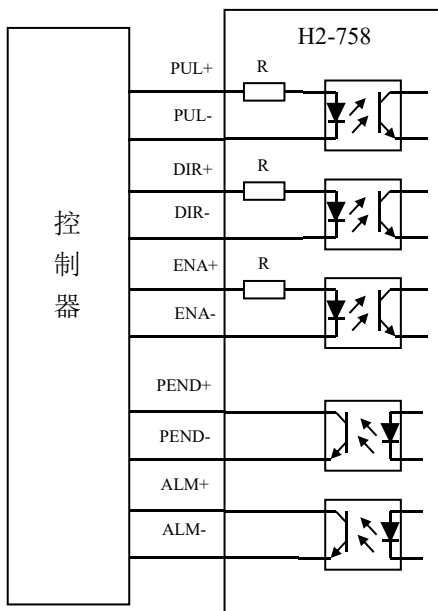 H2-758
PUL+
R
PUL-
DIR+
R
DIR-
控制器
ENA+
R
ENA-
PEND+
PEND-
ALM+
ALM-